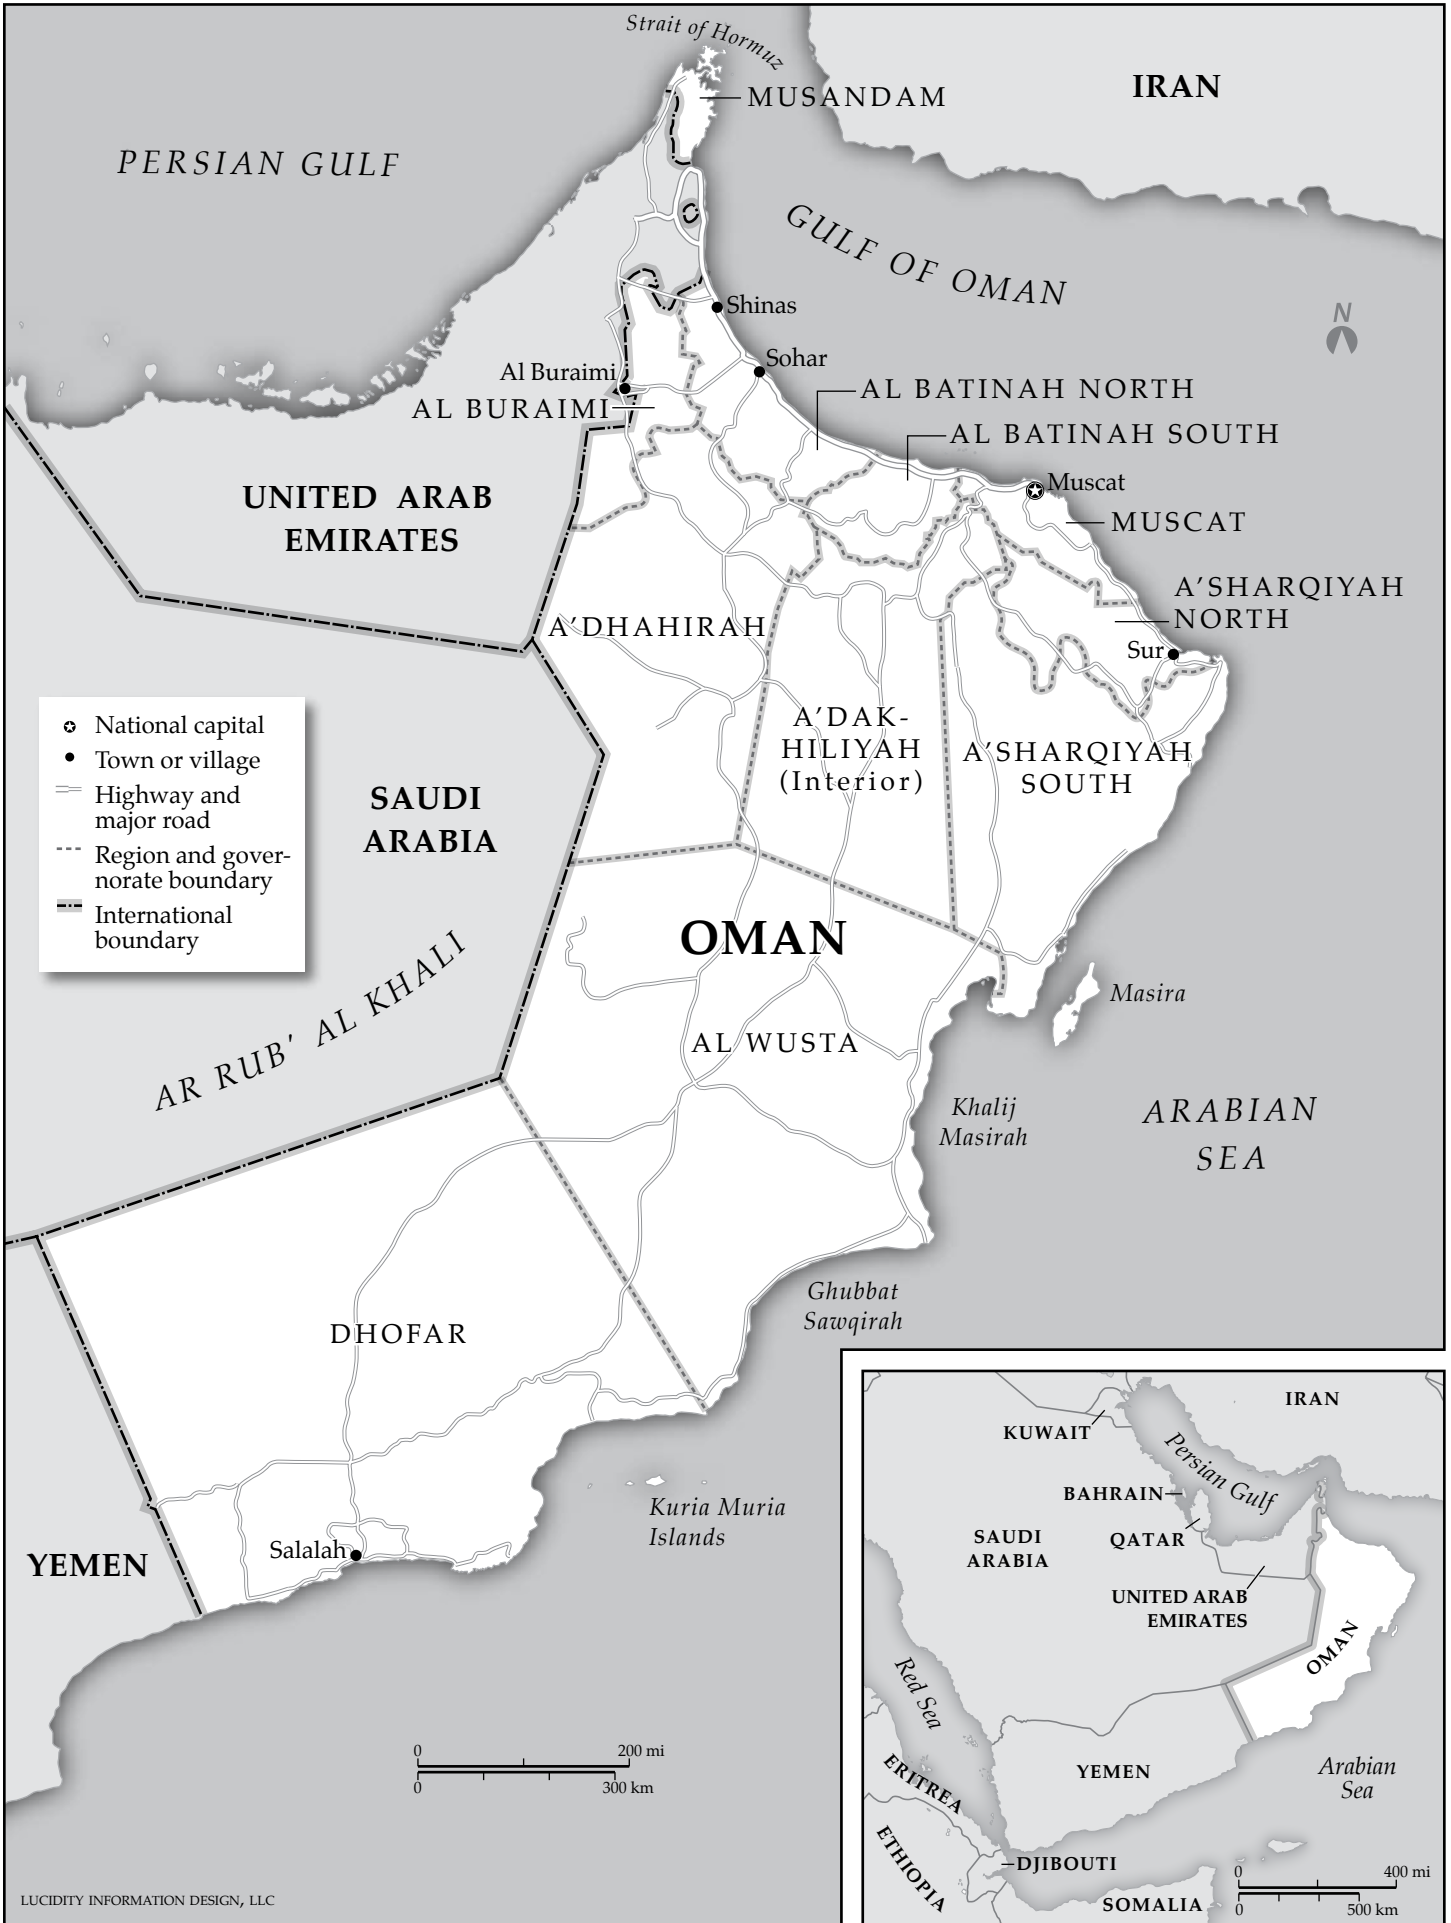 Strait of Hormuz
MUSANDAM
IRAN
PERSIAN GULF
GULF OF OMAN
N
Shinas
Sohar
Al Buraimi
AL BURAIMI
AL BATINAH NORTH
AL BATINAH SOUTH
Muscat
MUSCAT
UNITED ARAB
EMIRATES
A'SHARQIYAH
NORTH
A'DHAHIRAH
Sur
National capital
Town or village
Highway and
major road
Region and gover-
norate boundary
International
boundary
A'DAK-
HILIYAH
(Interior)
A'SHARQIYAH
SOUTH
SAUDI
ARABIA
OMAN
AR RUB' AL KHALI
Masira
AL WUSTA
Khalij
Masirah
ARABIAN
SEA
Ghubbat
Sawqirah
DHOFAR
Kuria Muria
Islands
Salalah
YEMEN
0 200 mi
0 300 km
LUCIDITY INFORMATION DESIGN, LLC
IRAN
KUWAIT
Persian Gulf
BAHRAIN
QATAR
SAUDI
ARABIA
UNITED ARAB
EMIRATES
OMAN
Red Sea
YEMEN
Arabian
Sea
ERITREA
ETHIOPIA
DJIBOUTI
SOMALIA
0 400 mi
0 500 km